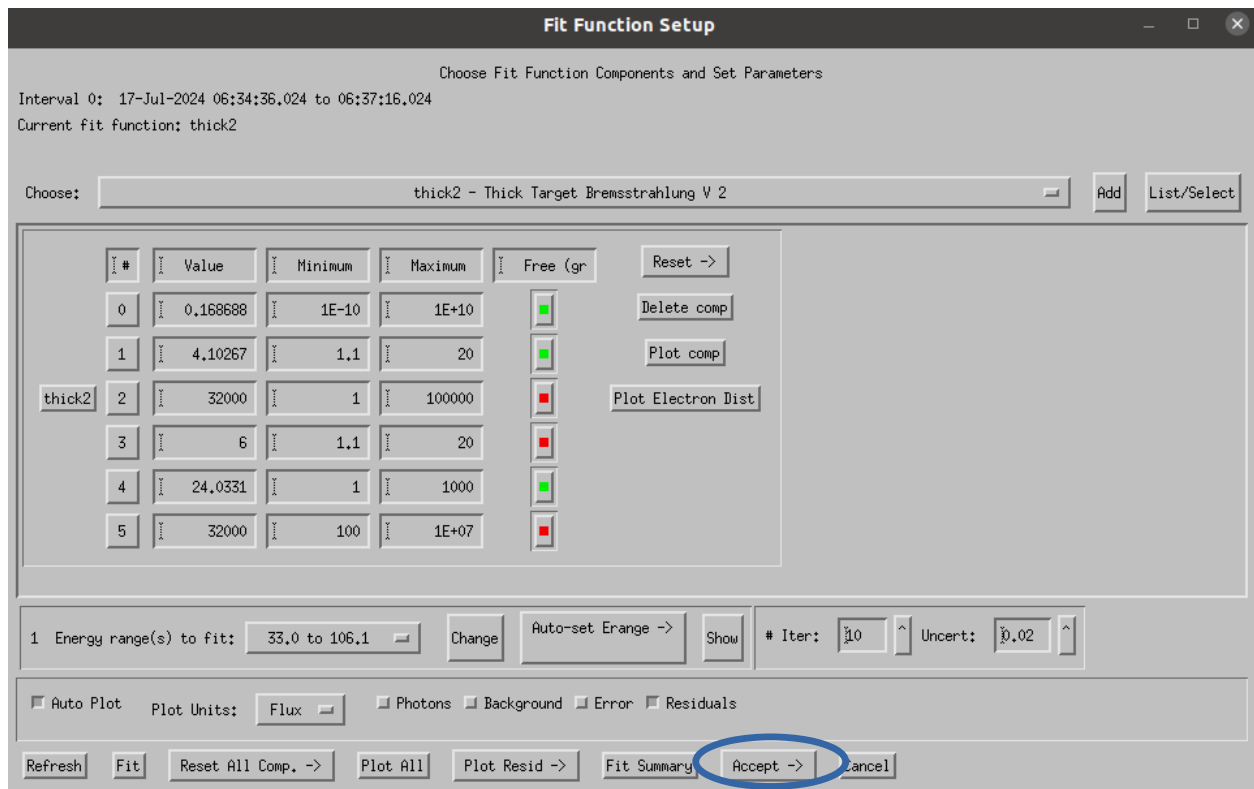 Fit Function Setup
Choose Fit Function Components and Set Parameters
Interval 0: 17-Jul-2024 06:34:36.024 to 06:37:16.024
Current fit function: thick2
Choose: thick2 - Thick Target Bremsstrahlung V 2 Add List/Select
# Value Minimum Maximum Free (gr Reset ->
0 0.168688 1E-10 1E+10 Delete comp
1 4.10267 1.1 20 Plot comp
thick2 2 32000 1 100000 Plot Electron Dist
3 6 1.1 20
4 24.0331 1 1000
5 32000 100 1E+07
1 Energy range(s) to fit: 33.0 to 106.1 Change Auto-set Erange -> Show # Iter: 10 ^ Uncert: 0.02 ^
Auto Plot Plot Units: Flux Photons Background Error Residuals
Refresh Fit Reset All Comp. -> Plot All Plot Resid -> Fit Summary Accept -> Cancel